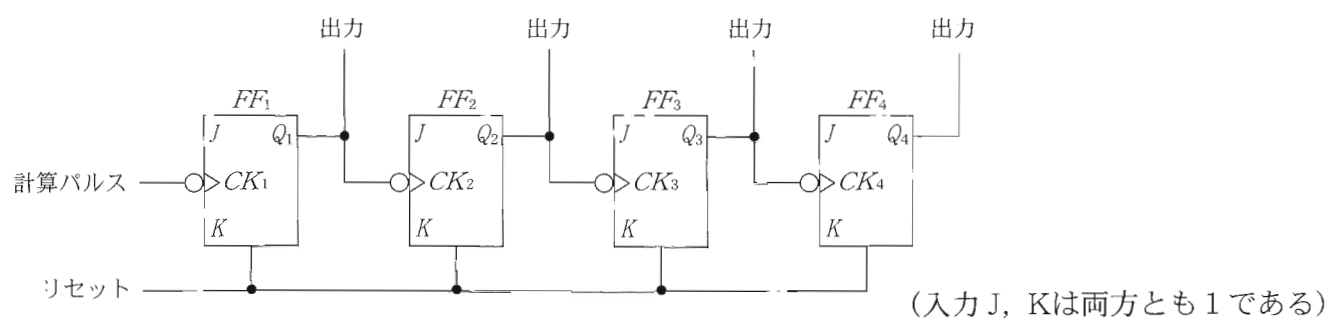 出力 出力 出力 出力
FF₁ FF₂ FF₃ FF₄
J Q₁ J Q₂ J Q₃ J Q₄
計算パルス CK₁ CK₂ CK₃ CK₄
K K K K
リセット
(入力 J, Kは両方とも1である)